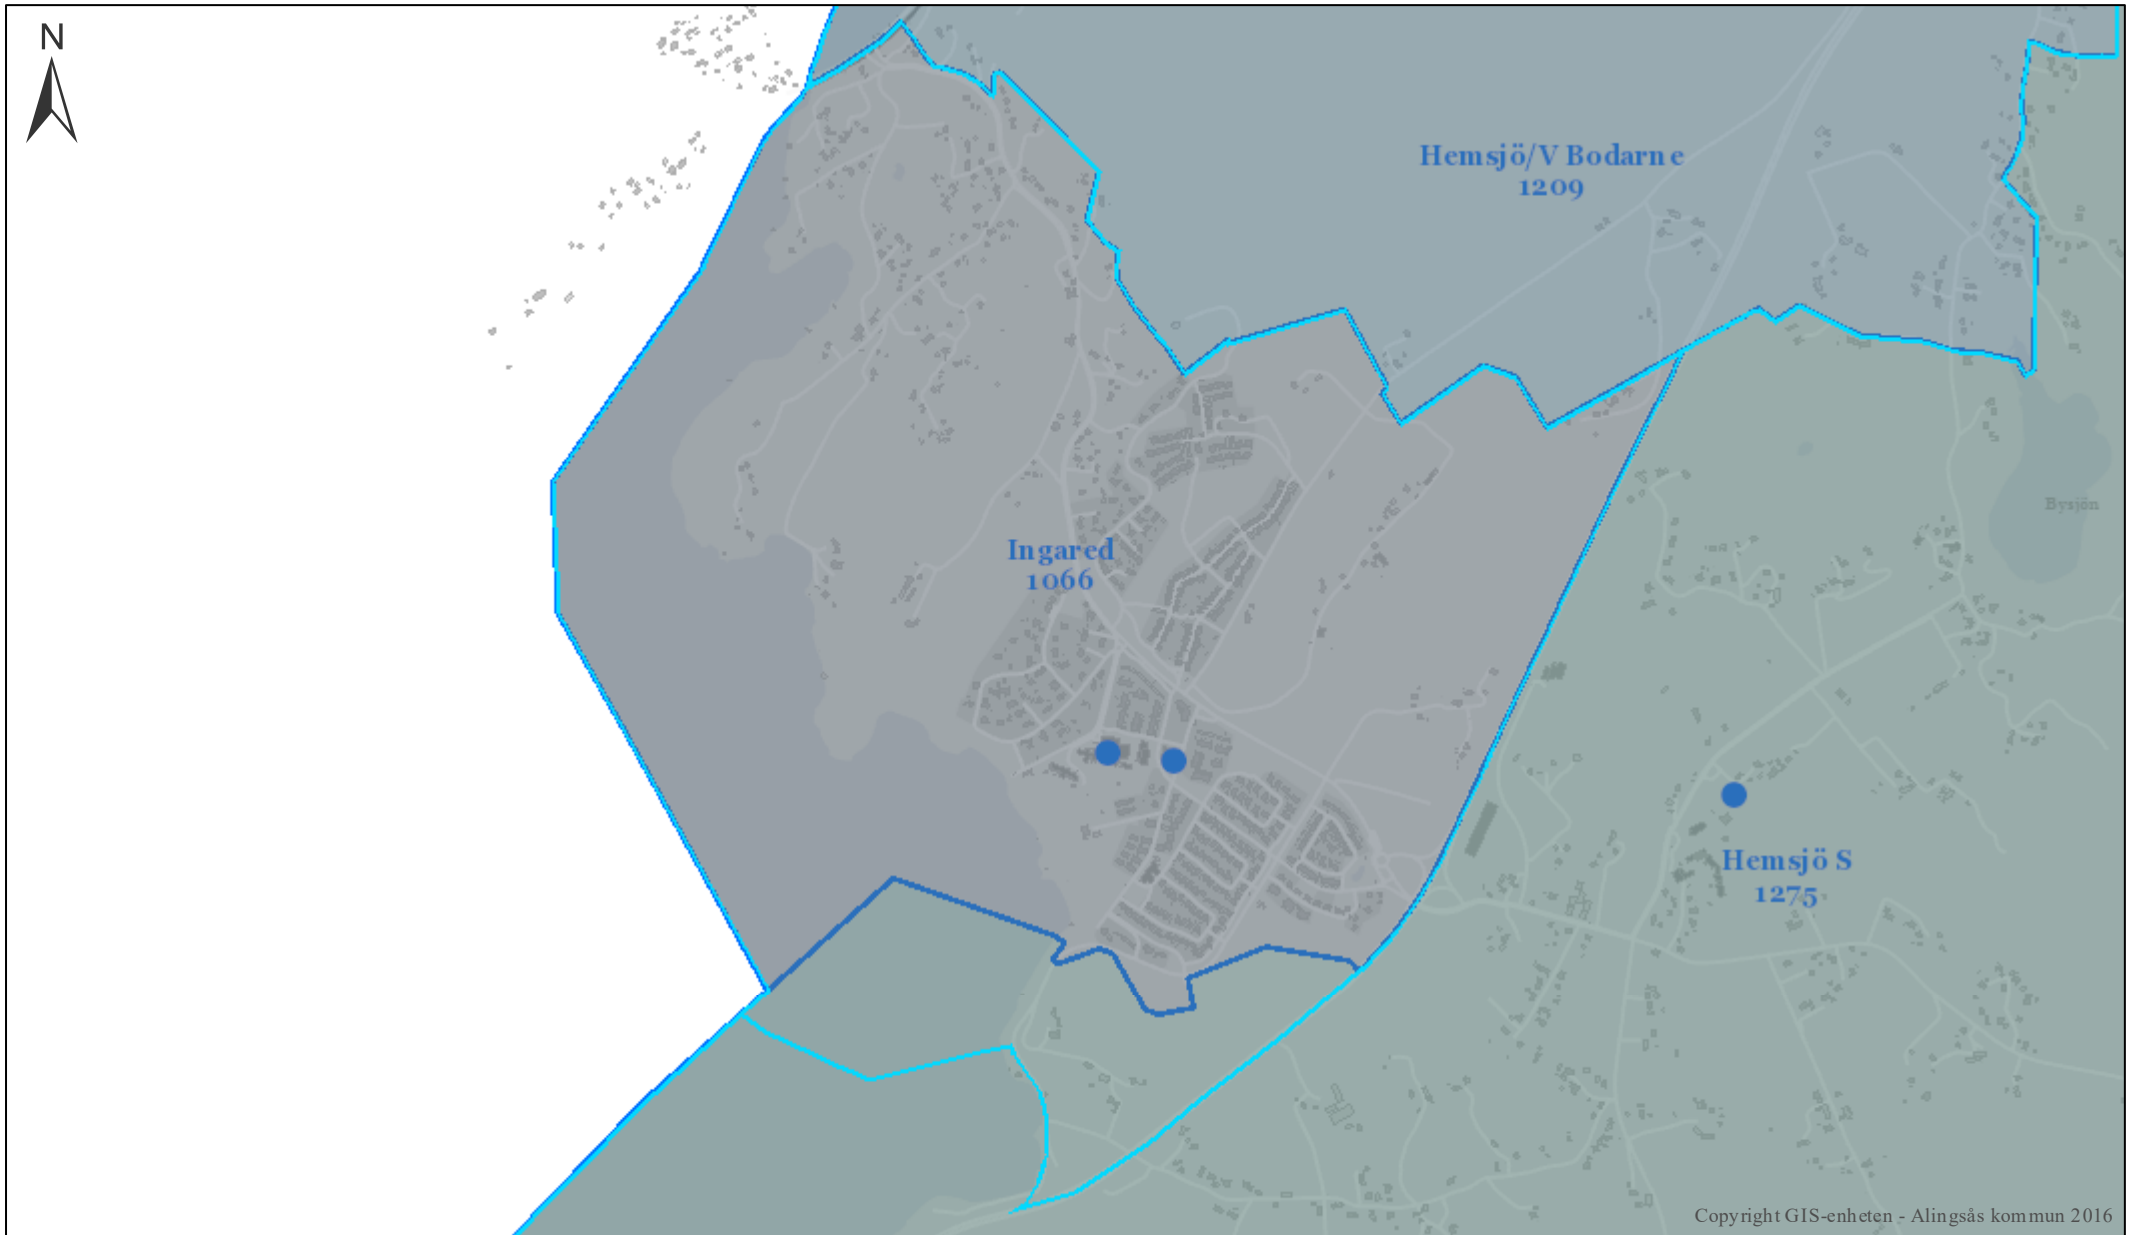 N
Hemsjö/V Bodarne
1209
Bysjön
Ingared
1066
Hemsjö S
1275
Copyright GIS-enheten - Alingsås kommun 2016